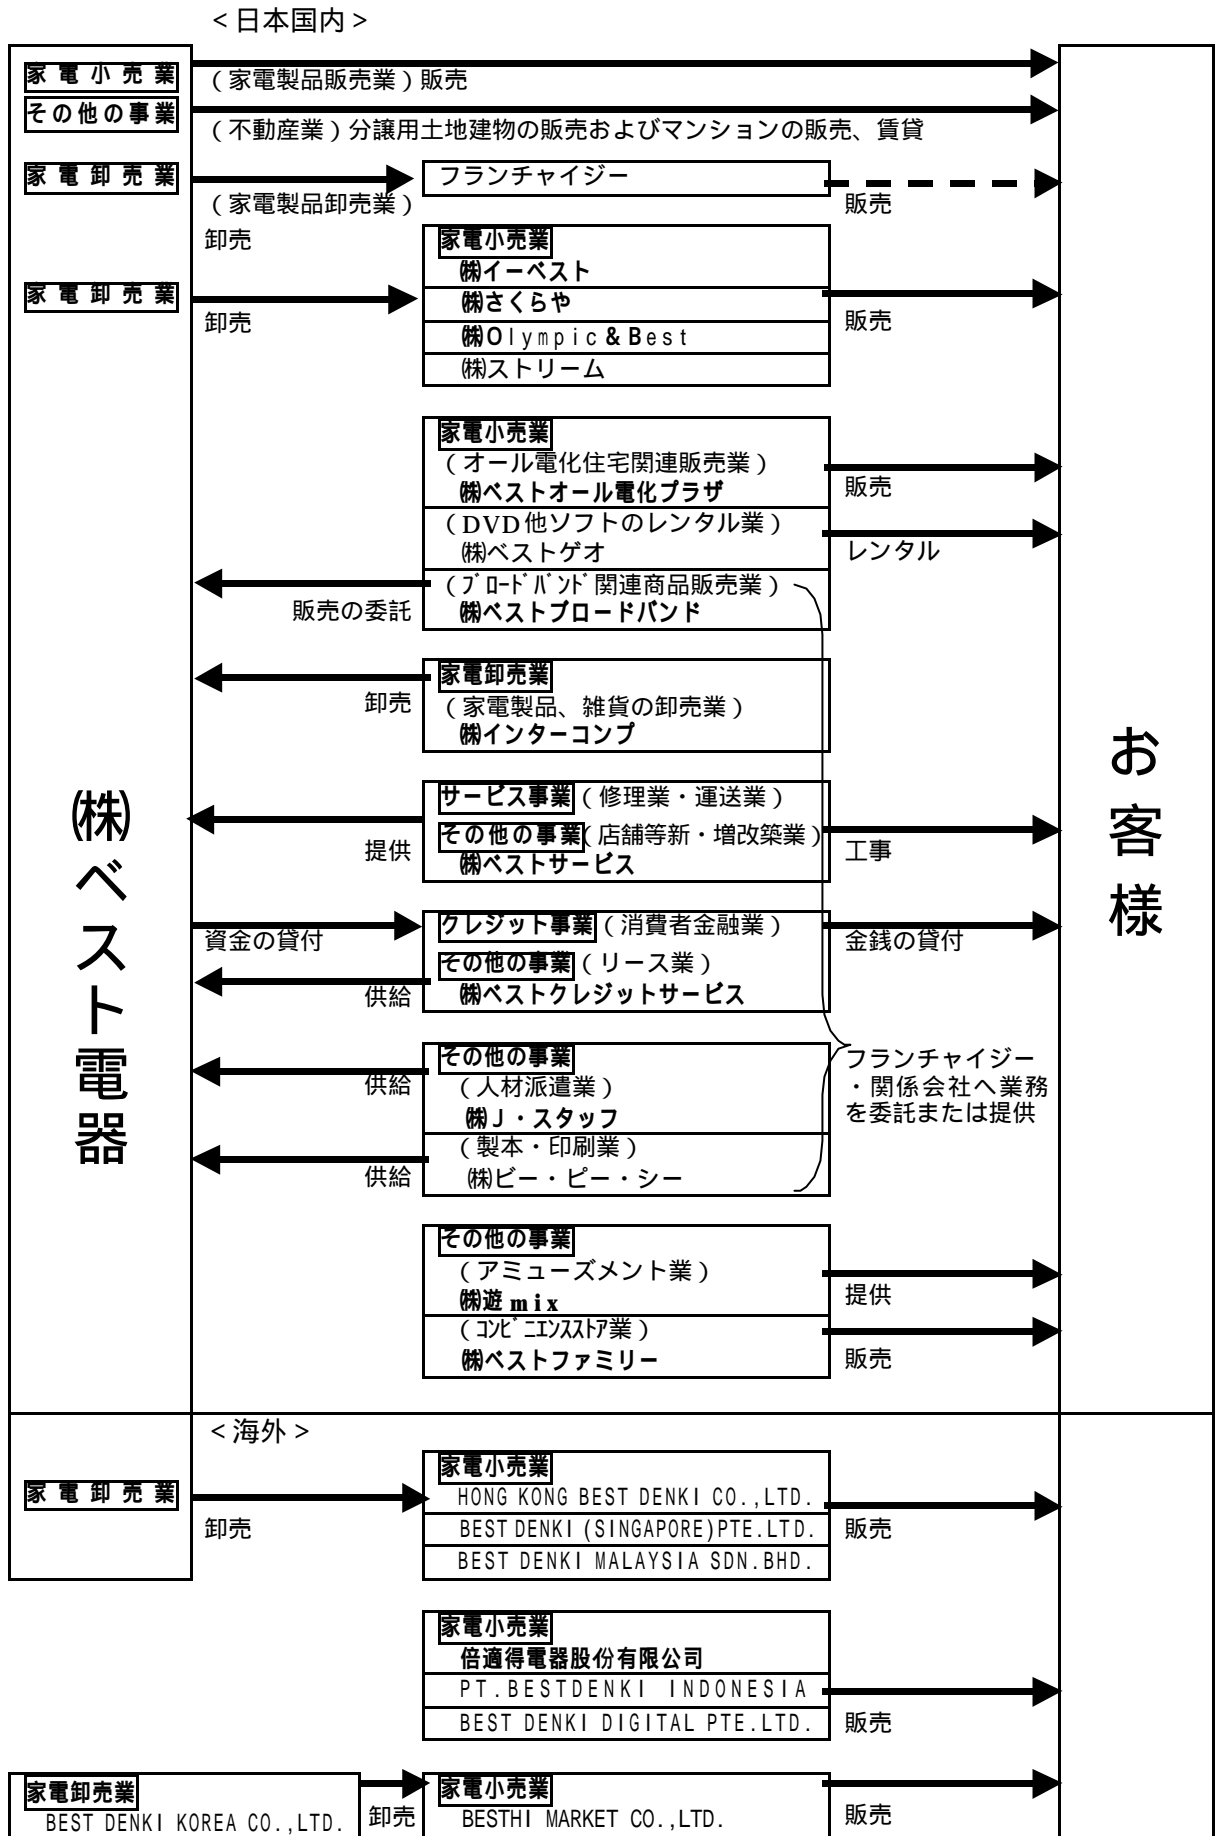 ＜日本国内＞
家電小売業
（家電製品販売業）販売
その他の事業
（不動産業）分譲用土地建物の販売およびマンションの販売、賃貸
家電卸売業
フランチャイジー
（家電製品卸売業）
卸売
販売
家電小売業
㈱イーベスト
家電卸売業
㈱さくらや
卸売
販売
㈱Olympic&Best
㈱ストリーム
家電小売業
（オール電化住宅関連販売業）
㈱ベストオール電化プラザ
販売
（DVD他ソフトのレンタル業）
㈱ベストゲオ
レンタル
（ﾌﾞﾛｰﾄﾞﾊﾞﾝﾄﾞ関連商品販売業）
販売の委託
㈱ベストブロードバンド
家電卸売業
卸売
（家電製品、雑貨の卸売業）
㈱インターコンプ
サービス事業（修理業・運送業）
その他の事業（店舗等新・増改築業）
提供
㈱ベストサービス
工事
クレジット事業（消費者金融業）
資金の貸付
金銭の貸付
その他の事業（リース業）
供給
㈱ベストクレジットサービス
その他の事業
供給
（人材派遣業）
㈱J・スタッフ
（製本・印刷業）
供給
㈱ビー・ピー・シー
フランチャイジー
・関係会社へ業務
を委託または提供
その他の事業
（アミューズメント業）
㈱遊mix
提供
（ｺﾝﾋﾞﾆｴﾝｽｽﾄｱ業）
㈱ベストファミリー
販売
㈱ベスト電器
お客様
＜海外＞
家電小売業
家電卸売業
HONG KONG BEST DENKI CO.,LTD.
卸売
BEST DENKI (SINGAPORE)PTE.LTD.
販売
BEST DENKI MALAYSIA SDN.BHD.
家電小売業
倍適得電器股份有限公司
PT.BESTDENKI INDONESIA
BEST DENKI DIGITAL PTE.LTD.
販売
家電卸売業
BEST DENKI KOREA CO.,LTD.
卸売
家電小売業
BESTHI MARKET CO.,LTD.
販売